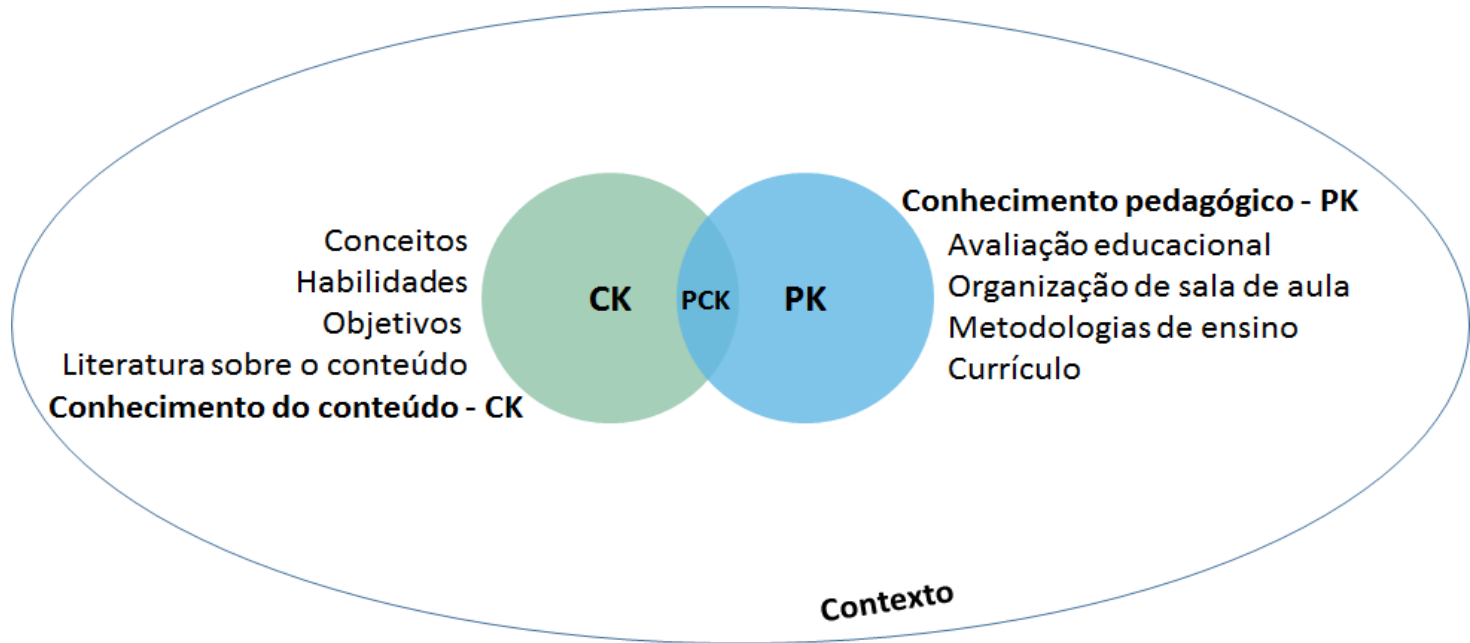 Conceitos
Habilidades
Objetivos
Literatura sobre o conteúdo
Conhecimento do conteúdo - CK
CK
PCK
PK
Conhecimento pedagógico - PK
Avaliação educacional
Organização de sala de aula
Metodologias de ensino
Currículo
Contexto